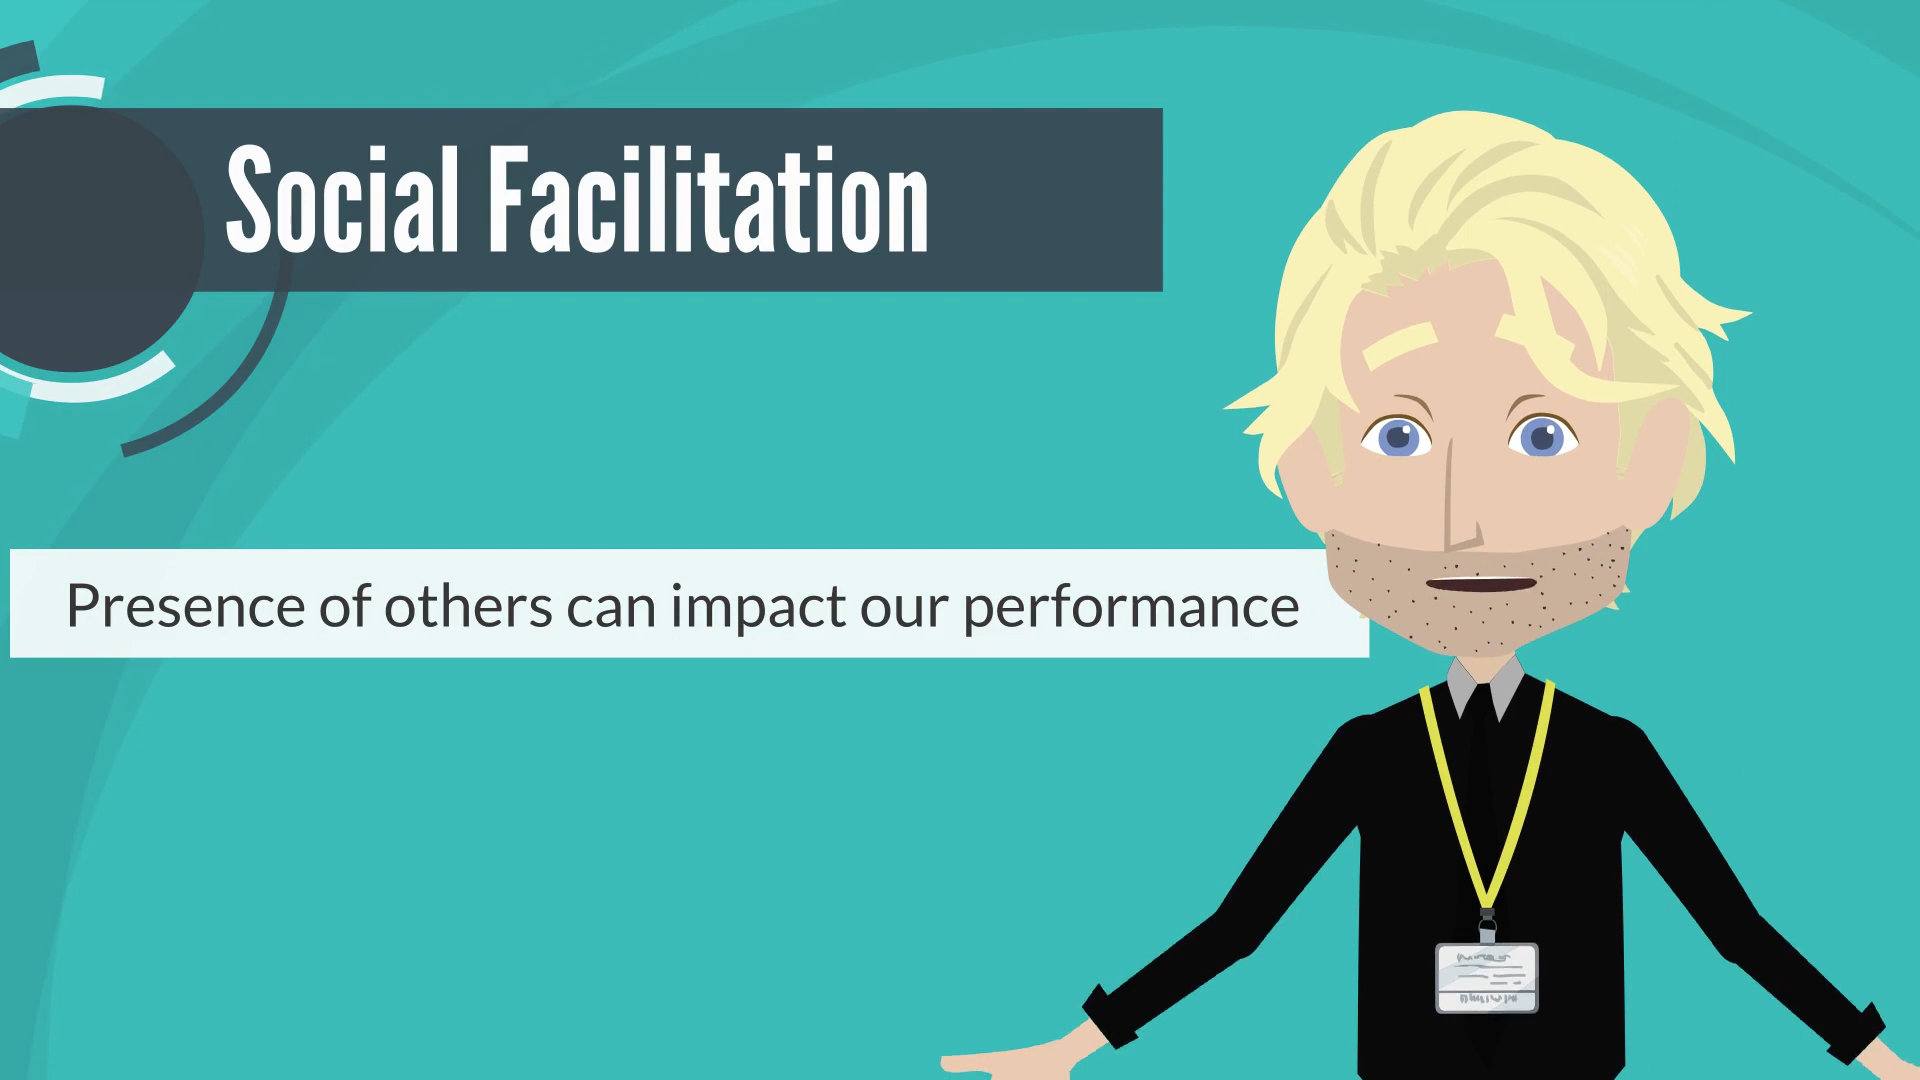 Social Facilitation
Presence of others can impact our performance